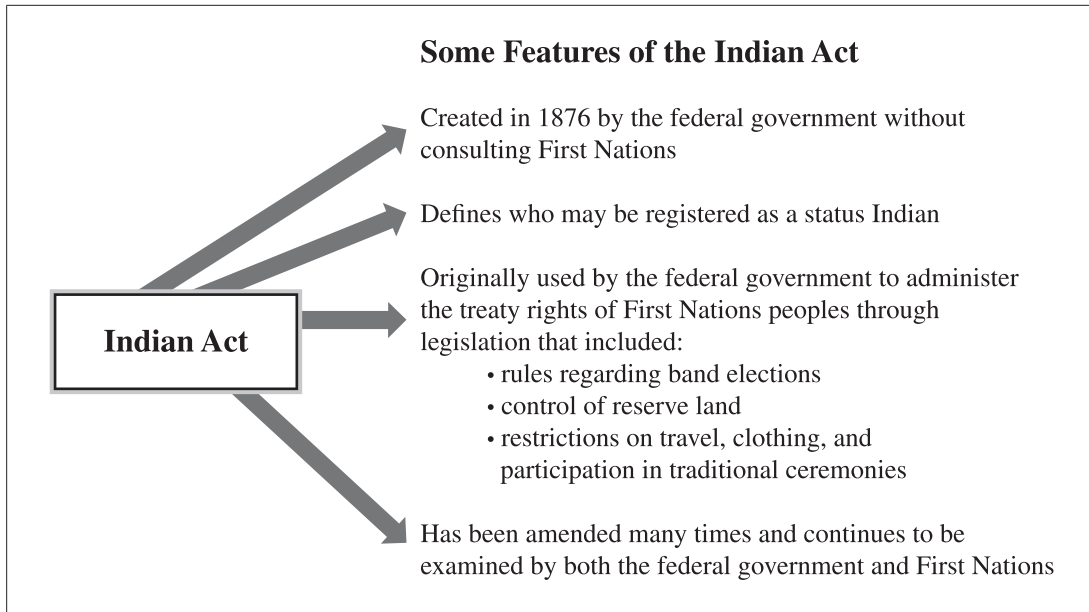 Some Features of the Indian Act
Created in 1876 by the federal government without
consulting First Nations
Defines who may be registered as a status Indian
Originally used by the federal government to administer
the treaty rights of First Nations peoples through
legislation that included:
• rules regarding band elections
• control of reserve land
• restrictions on travel, clothing, and
participation in traditional ceremonies
Indian Act
Has been amended many times and continues to be
examined by both the federal government and First Nations